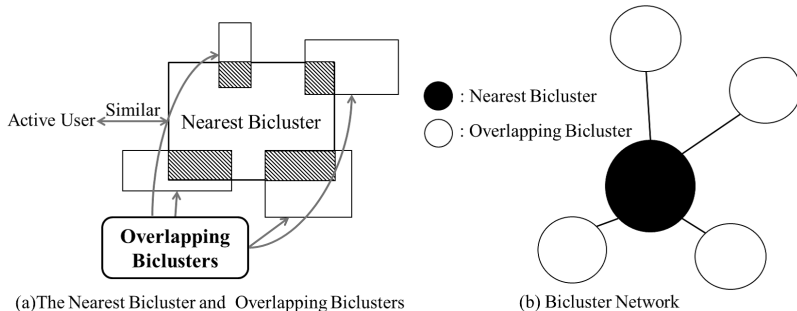 Similar
Active User
Nearest Bicluster
Overlapping
Biclusters
(a)The Nearest Bicluster and Overlapping Biclusters
: Nearest Bicluster
: Overlapping Bicluster
(b) Bicluster Network